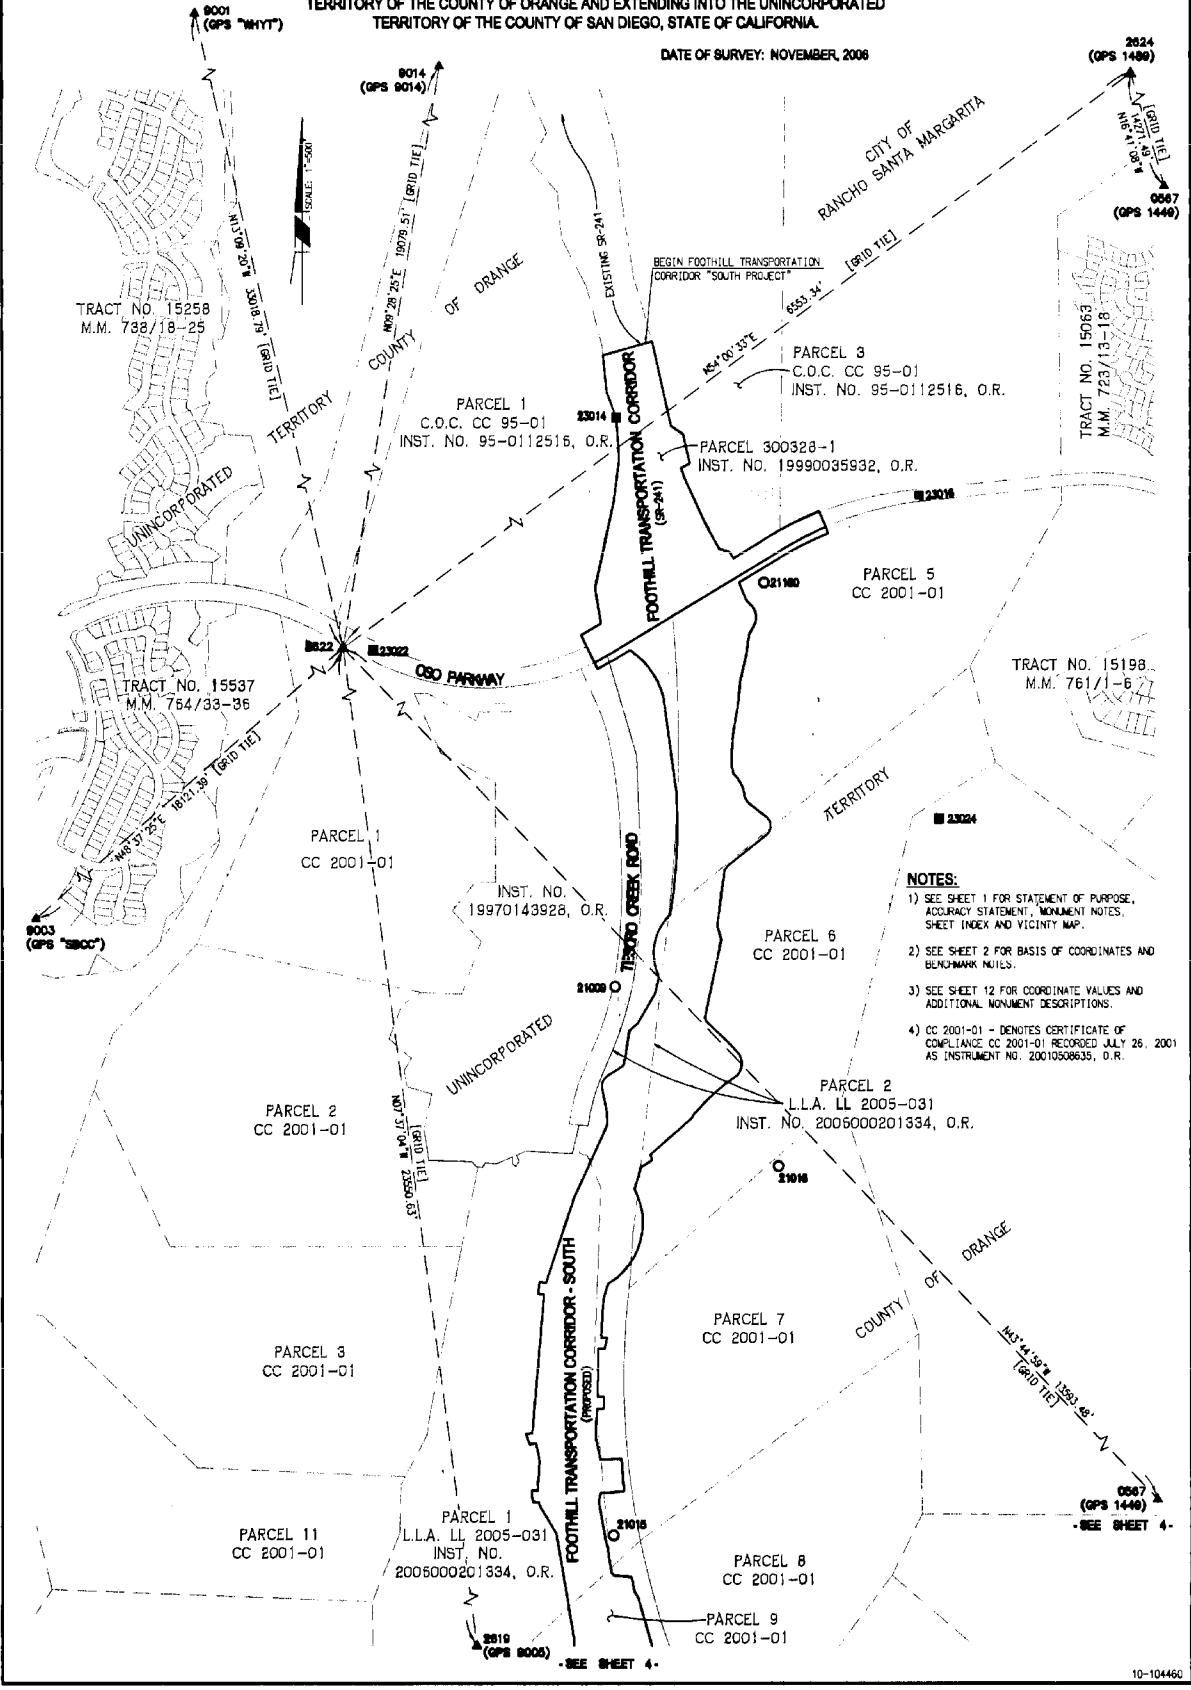 TERRITORY OF THE COUNTY OF ORANGE AND EXTENDING INTO THE UNINCORPORATED
TERRITORY OF THE COUNTY OF SAN DIEGO, STATE OF CALIFORNIA.
DATE OF SURVEY: NOVEMBER, 2006
9001
(GPS "WHYT")
9014
(GPS 9014)
2624
(GPS 1489)
[GRID TIE]
14271.49'
N16°41'08"W
0567
(GPS 1449)
SCALE: 1"=500'
N13°09'20"W 33018.79' [GRID TIE]
N09°28'25"E 19079.51' [GRID TIE]
CITY OF
RANCHO SANTA MARGARITA
EXISTING SR-241
BEGIN FOOTHILL TRANSPORTATION
CORRIDOR "SOUTH PROJECT"
N54°00'33"E 6553.34' [GRID TIE]
TRACT NO. 15258
M.M. 738/18-25
TRACT NO. 15063
M.M. 723/13-18
UNINCORPORATED TERRITORY COUNTY OF ORANGE
PARCEL 3
C.O.C. CC 95-01
INST. NO. 95-0112516, O.R.
PARCEL 1
C.O.C. CC 95-01
INST. NO. 95-0112516, O.R.
23014
FOOTHILL TRANSPORTATION CORRIDOR
(SR-241)
PARCEL 300328-1
INST. NO. 19990035932, O.R.
23016
21160
PARCEL 5
CC 2001-01
23022
OSO PARKWAY
TRACT NO. 15537
M.M. 764/33-36
TRACT NO. 15198
M.M. 761/1-6
N48°37'25"E 18121.39' [GRID TIE]
9003
(GPS "SBCC")
PARCEL 1
CC 2001-01
INST. NO.
19970143928, O.R.
TESORO CREEK ROAD
TERRITORY
23024
PARCEL 6
CC 2001-01
NOTES:
1) SEE SHEET 1 FOR STATEMENT OF PURPOSE,
ACCURACY STATEMENT, MONUMENT NOTES,
SHEET INDEX AND VICINTY MAP.
2) SEE SHEET 2 FOR BASIS OF COORDINATES AND
BENCHMARK NOTES.
3) SEE SHEET 12 FOR COORDINATE VALUES AND
ADDITIONAL MONUMENT DESCRIPTIONS.
4) CC 2001-01 - DENOTES CERTIFICATE OF
COMPLIANCE CC 2001-01 RECORDED JULY 26, 2001
AS INSTRUMENT NO. 20010508635, O.R.
21009
UNINCORPORATED
PARCEL 2
L.L.A. LL 2005-031
INST. NO. 2006000201334, O.R.
PARCEL 2
CC 2001-01
N07°37'04"W 23550.63'
[GRID TIE]
21016
COUNTY OF ORANGE
PARCEL 7
CC 2001-01
N43°44'59"W 13593.48'
[GRID TIE]
PARCEL 3
CC 2001-01
FOOTHILL TRANSPORTATION CORRIDOR - SOUTH
(PROPOSED)
0567
(GPS 1449)
-SEE SHEET 4-
PARCEL 11
CC 2001-01
PARCEL 1
L.L.A. LL 2005-031
INST. NO.
2006000201334, O.R.
21015
PARCEL 8
CC 2001-01
PARCEL 9
CC 2001-01
2619
(GPS 9005)
-SEE SHEET 4-
10-104460